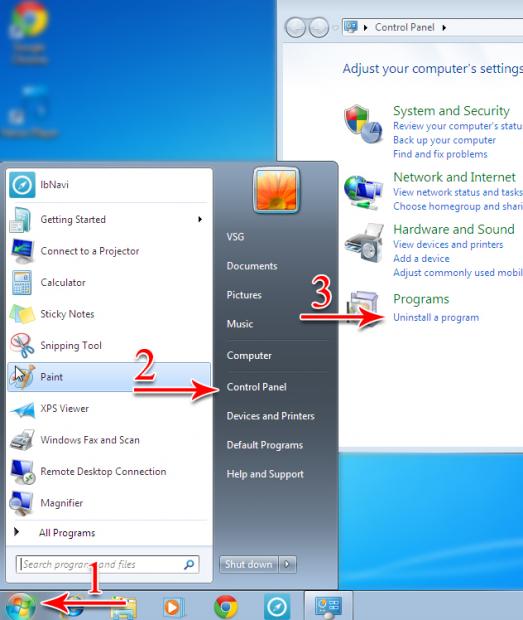 Google
Chrome
Control Panel
Adjust your computer's settings
System and Security
Review your computer's statu
Back up your computer
Find and fix problems
Network and Internet
View network status and tasks
Choose homegroup and shari
Hardware and Sound
View devices and printers
Add a device
Adjust commonly used mobil
Programs
Uninstall a program
3
IbNavi
Getting Started
Connect to a Projector
Calculator
Sticky Notes
Snipping Tool
Paint
XPS Viewer
Windows Fax and Scan
Remote Desktop Connection
Magnifier
All Programs
Search programs and files
2
1
VSG
Documents
Pictures
Music
Computer
Control Panel
Devices and Printers
Default Programs
Help and Support
Shut down